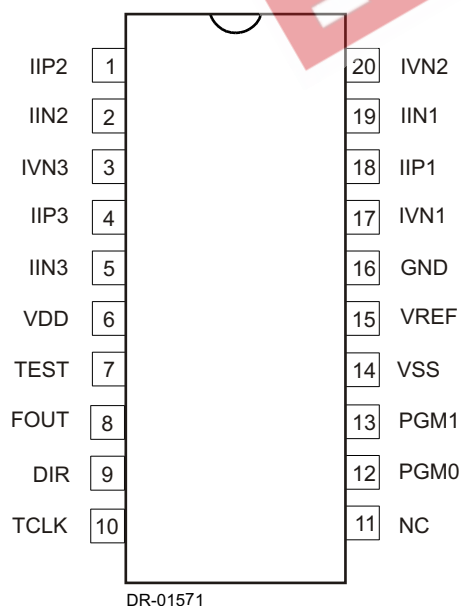 IIP2 1 20 IVN2
IIN2 2 19 IIN1
IVN3 3 18 IIP1
IIP3 4 17 IVN1
IIN3 5 16 GND
VDD 6 15 VREF
TEST 7 14 VSS
FOUT 8 13 PGM1
DIR 9 12 PGM0
TCLK 10 11 NC
DR-01571